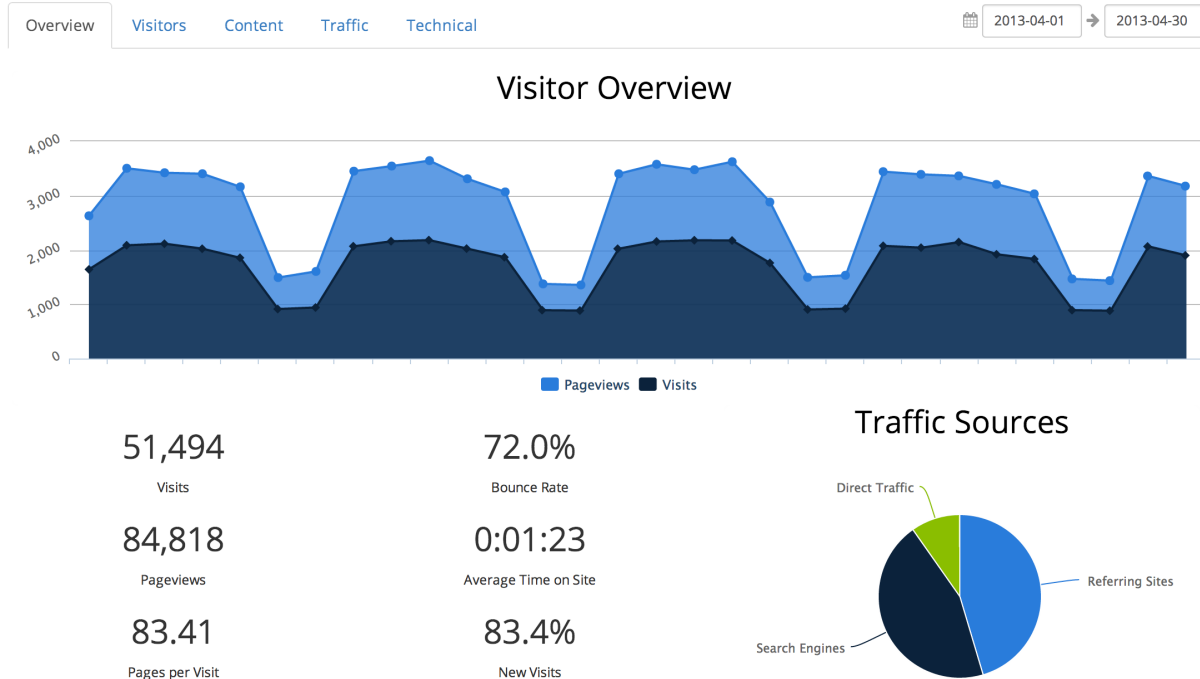 Overview Visitors Content Traffic Technical 2013-04-01 2013-04-30
Visitor Overview
4,000
3,000
2,000
1,000
0
Pageviews Visits
51,494
Visits
72.0%
Bounce Rate
84,818
Pageviews
0:01:23
Average Time on Site
83.41
Pages per Visit
83.4%
New Visits
Traffic Sources
Direct Traffic
Referring Sites
Search Engines